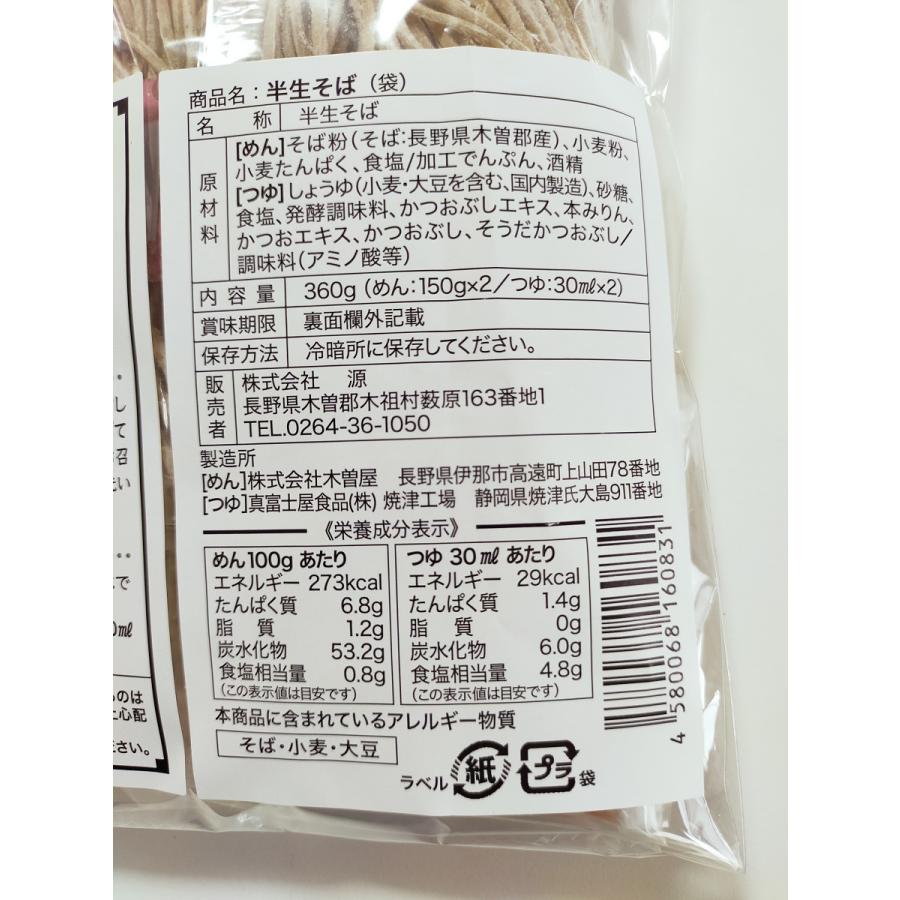 商品名：半生そば（袋）
名称 半生そば
原材料 [めん]そば粉（そば：長野県木曽郡産）、小麦粉、
小麦たんぱく、食塩/加工でんぷん、酒精
[つゆ]しょうゆ（小麦・大豆を含む、国内製造）、砂糖、
食塩、発酵調味料、かつおぶしエキス、本みりん、
かつおエキス、かつおぶし、そうだかつおぶし/
調味料（アミノ酸等）
内容量 360g（めん：150g×2／つゆ：30㎖×2）
賞味期限 裏面欄外記載
保存方法 冷暗所に保存してください。
販売者 株式会社 源
長野県木曽郡木祖村薮原163番地1
TEL.0264-36-1050
製造所
[めん]株式会社木曽屋 長野県伊那市高遠町上山田78番地
[つゆ]真富士屋食品(株) 焼津工場 静岡県焼津氏大島911番地
《栄養成分表示》
めん100g あたり
エネルギー 273kcal
たんぱく質 6.8g
脂質 1.2g
炭水化物 53.2g
食塩相当量 0.8g
（この表示値は目安です）
つゆ 30㎖ あたり
エネルギー 29kcal
たんぱく質 1.4g
脂質 0g
炭水化物 6.0g
食塩相当量 4.8g
（この表示値は目安です）
本商品に含まれているアレルギー物質
そば・小麦・大豆
ラベル 紙 プラ 袋
4 580068 160831